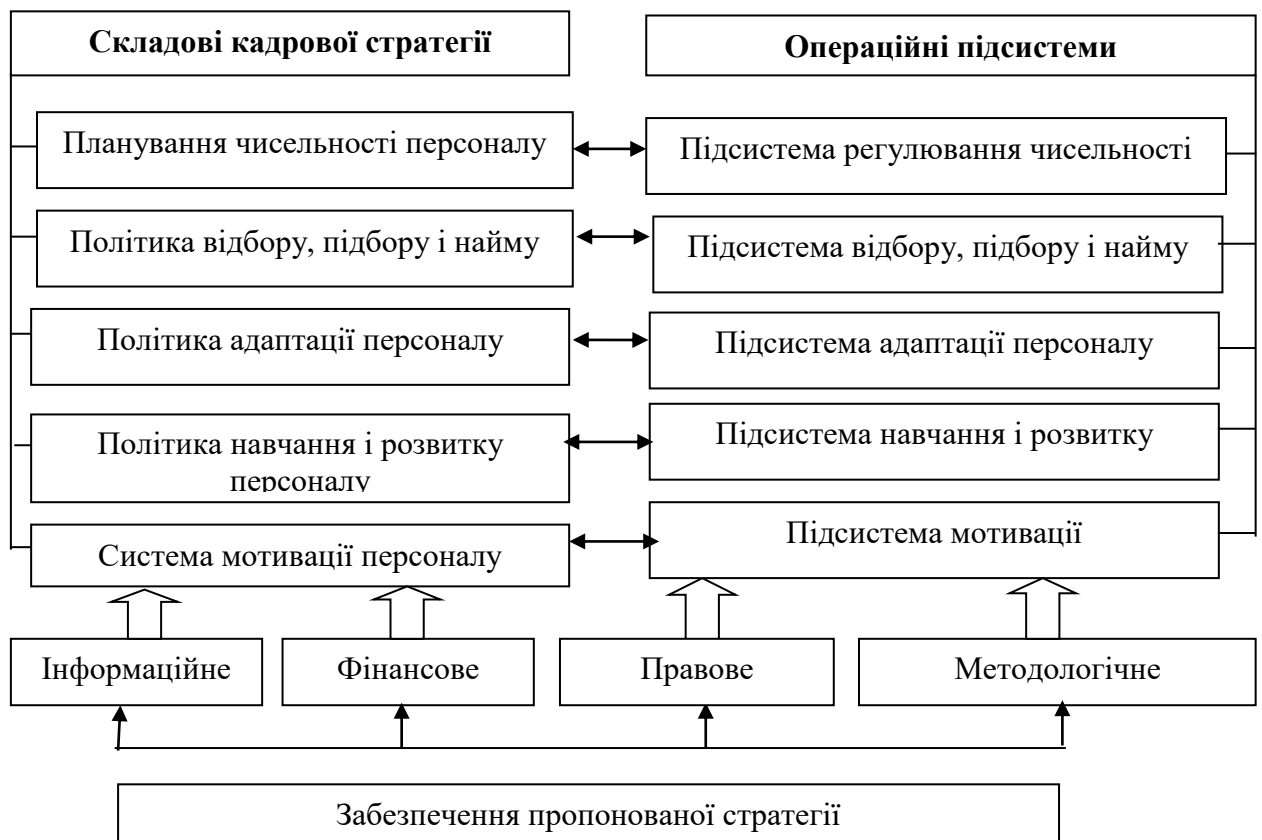 Складові кадрової стратегії
Операційні підсистеми
Планування чисельності персоналу
Підсистема регулювання чисельності
Політика відбору, підбору і найму
Підсистема відбору, підбору і найму
Політика адаптації персоналу
Підсистема адаптації персоналу
Політика навчання і розвитку
персоналу
Підсистема навчання і розвитку
Система мотивації персоналу
Підсистема мотивації
Інформаційне
Фінансове
Правове
Методологічне
Забезпечення пропонованої стратегії